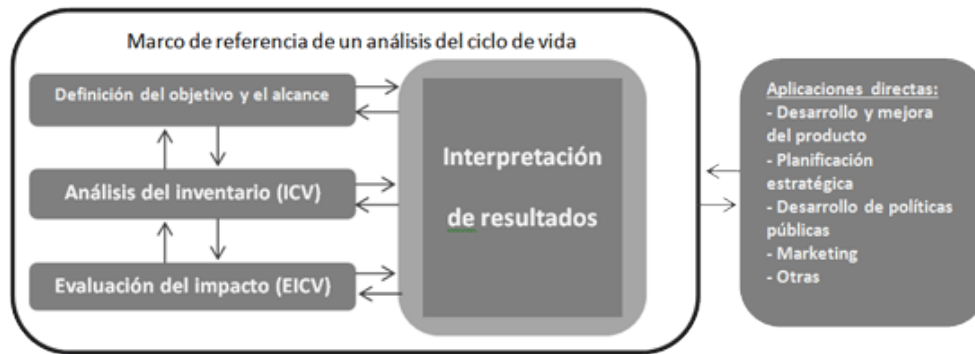 Marco de referencia de un análisis del ciclo de vida
Definición del objetivo y el alcance
Análisis del inventario (ICV)
Evaluación del impacto (EICV)
Interpretación
de resultados
Aplicaciones directas:
- Desarrollo y mejora
del producto
- Planificación
estratégica
- Desarrollo de políticas
públicas
- Marketing
- Otras